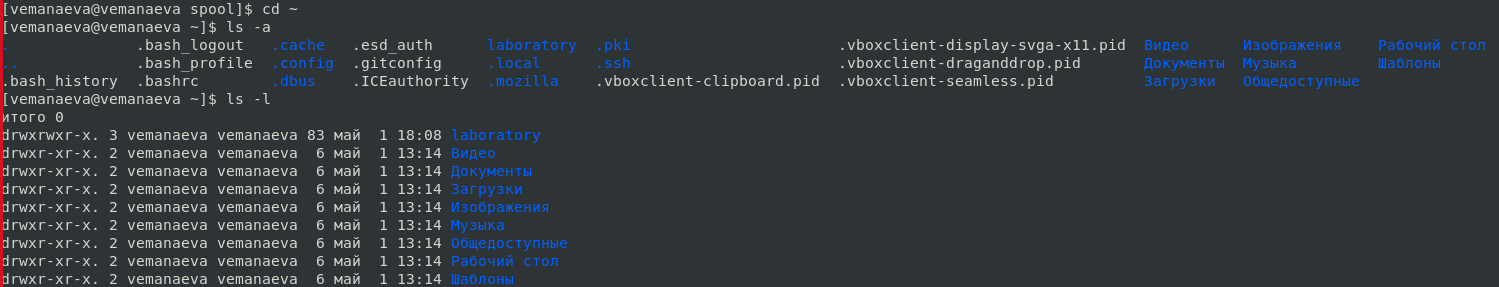 [vemanaeva@vemanaeva spool]$ cd ~
[vemanaeva@vemanaeva ~]$ ls -a
. .bash_logout .cache .esd_auth laboratory .pki .vboxclient-display-svga-x11.pid Видео Изображения Рабочий стол
.. .bash_profile .config .gitconfig .local .ssh .vboxclient-draganddrop.pid Документы Музыка Шаблоны
.bash_history .bashrc .dbus .ICEauthority .mozilla .vboxclient-clipboard.pid .vboxclient-seamless.pid Загрузки Общедоступные
[vemanaeva@vemanaeva ~]$ ls -l
итого 0
drwxrwxr-x. 3 vemanaeva vemanaeva 83 май 1 18:08 laboratory
drwxr-xr-x. 2 vemanaeva vemanaeva 6 май 1 13:14 Видео
drwxr-xr-x. 2 vemanaeva vemanaeva 6 май 1 13:14 Документы
drwxr-xr-x. 2 vemanaeva vemanaeva 6 май 1 13:14 Загрузки
drwxr-xr-x. 2 vemanaeva vemanaeva 6 май 1 13:14 Изображения
drwxr-xr-x. 2 vemanaeva vemanaeva 6 май 1 13:14 Музыка
drwxr-xr-x. 2 vemanaeva vemanaeva 6 май 1 13:14 Общедоступные
drwxr-xr-x. 2 vemanaeva vemanaeva 6 май 1 13:14 Рабочий стол
drwxr-xr-x. 2 vemanaeva vemanaeva 6 май 1 13:14 Шаблоны